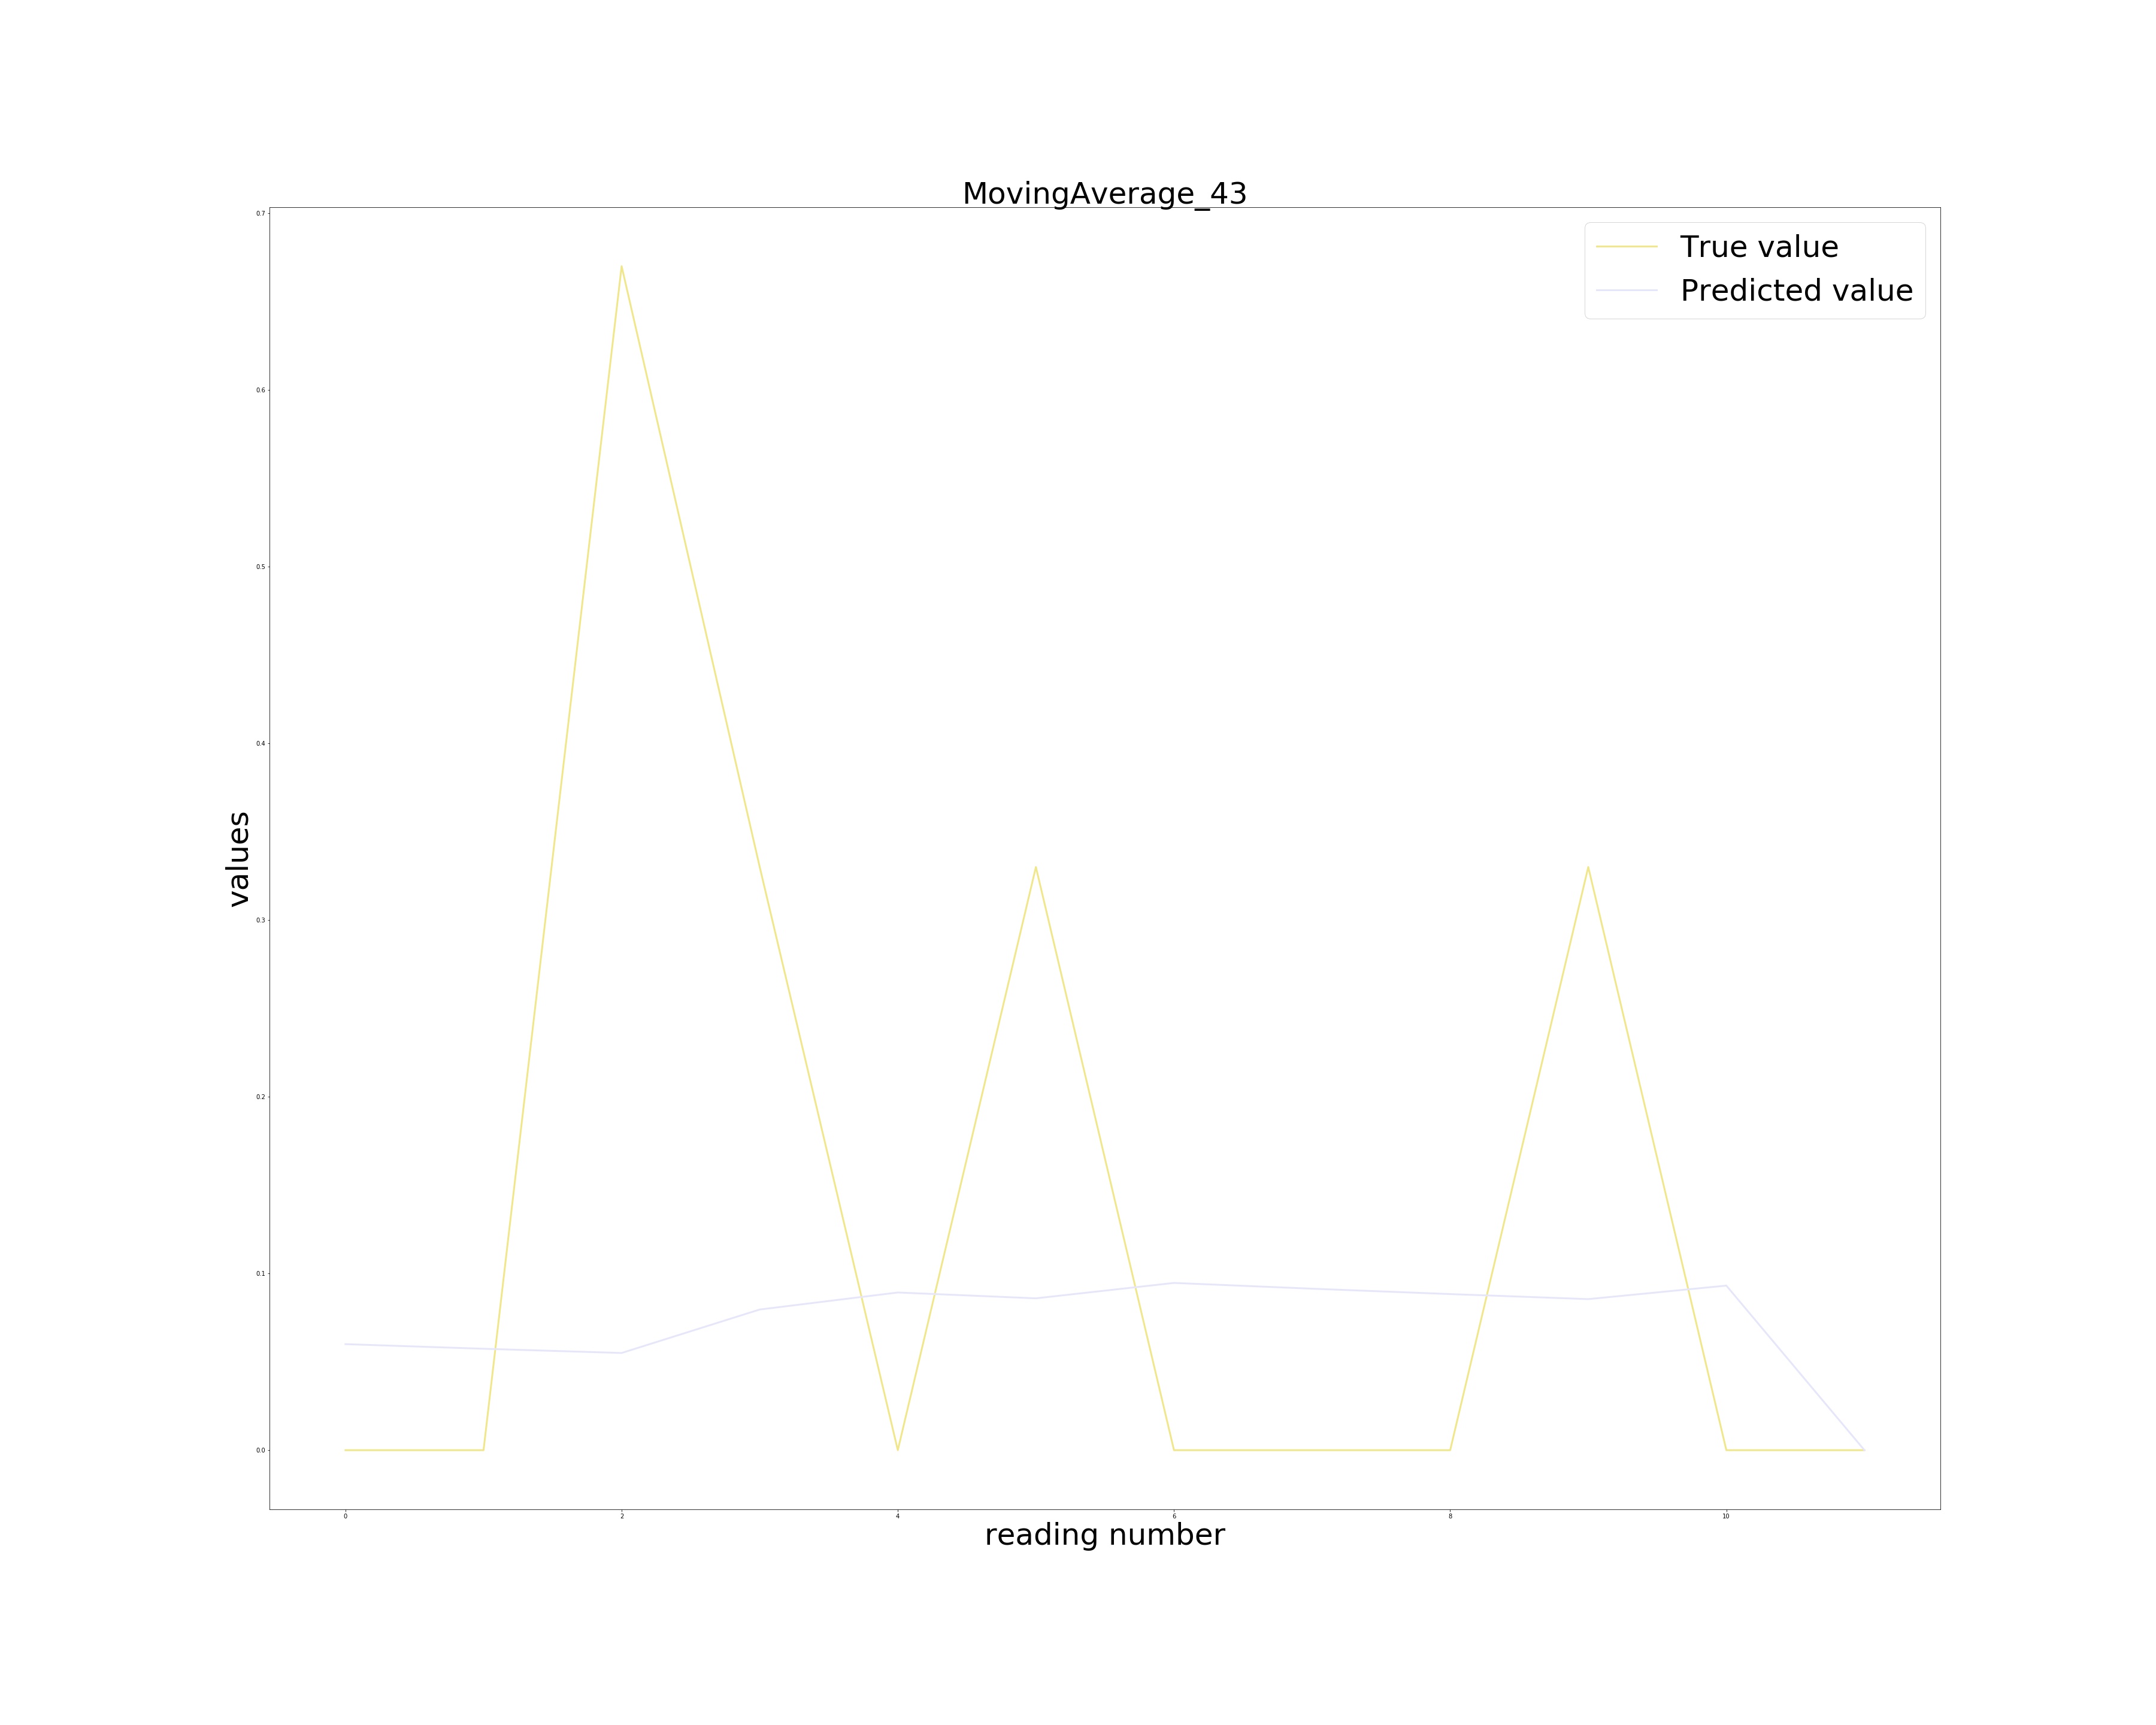 MovingAverage_43
True value
Predicted value
values
0.7
0.6
0.5
0.4
0.3
0.2
0.1
0.0
0 2 4 6 8 10
reading number